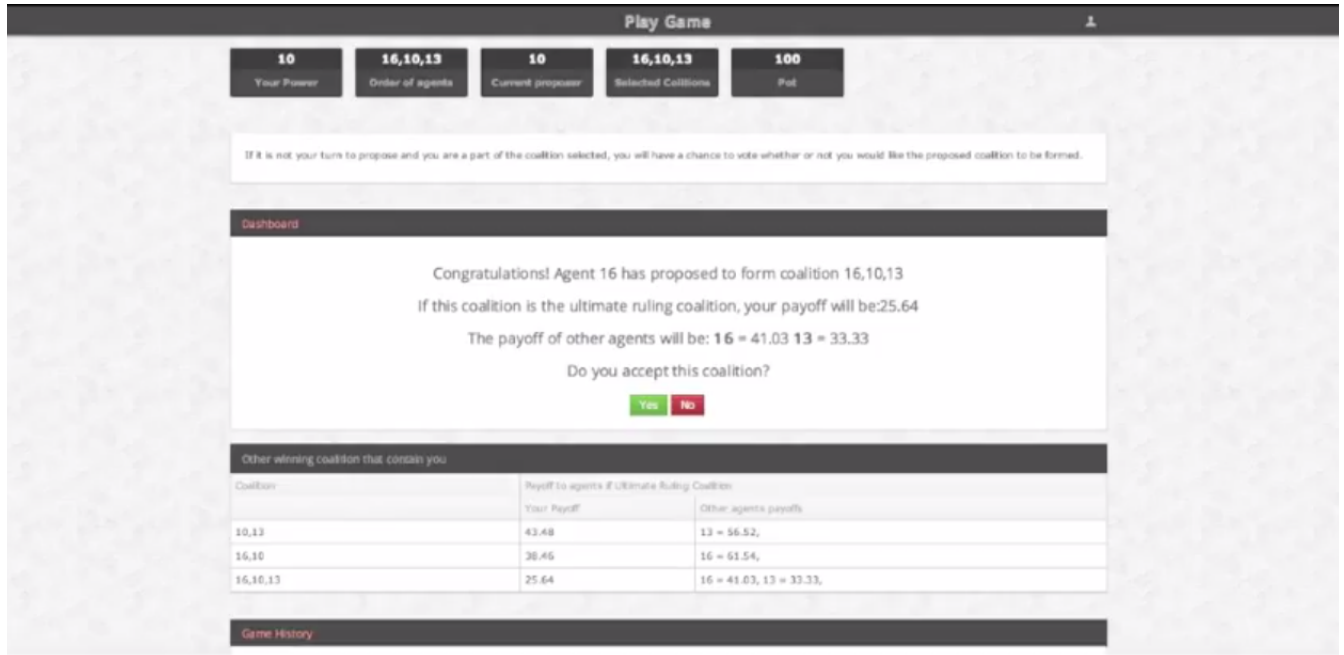 Play Game
10 16,10,13 10 16,10,13 100
Your Power Order of agents Current proposer Selected Colitions Pot
If it is not your turn to propose and you are a part of the coalition selected, you will have a chance to vote whether or not you would like the proposed coalition to be formed.
Dashboard
Congratulations! Agent 16 has proposed to form coalition 16,10,13
If this coalition is the ultimate ruling coalition, your payoff will be:25.64
The payoff of other agents will be: 16 = 41.03 13 = 33.33
Do you accept this coalition?
Yes No
Other winning coalition that contain you
Coalition Payoff to agents if Ultimate Ruling Coalition
Your Payoff Other agents payoffs
10,13 43.48 13 = 56.52,
16,10 38.46 16 = 61.54,
16,10,13 25.64 16 = 41.03, 13 = 33.33,
Game History